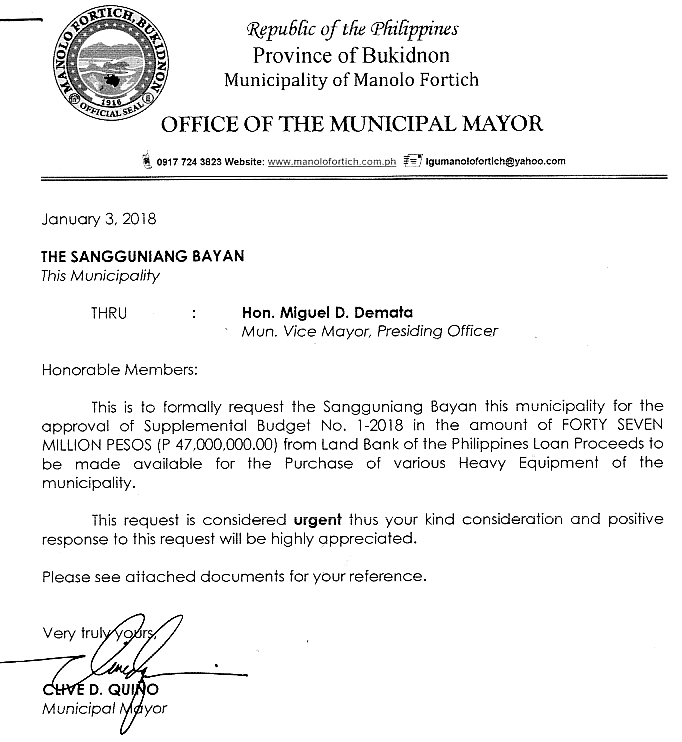 MANOLO FORTICH, BUKIDNON
1916
OFFICIAL SEAL
Republic of the Philippines
Province of Bukidnon
Municipality of Manolo Fortich
OFFICE OF THE MUNICIPAL MAYOR
0917 724 3823 Website: www.manolofortich.com.ph lgumanolofortich@yahoo.com
January 3, 2018
THE SANGGUNIANG BAYAN
This Municipality
THRU : Hon. Miguel D. Demata
Mun. Vice Mayor, Presiding Officer
Honorable Members:
This is to formally request the Sangguniang Bayan this municipality for the
approval of Supplemental Budget No. 1-2018 in the amount of FORTY SEVEN
MILLION PESOS (P 47,000,000.00) from Land Bank of the Philippines Loan Proceeds to
be made available for the Purchase of various Heavy Equipment of the
municipality.
This request is considered urgent thus your kind consideration and positive
response to this request will be highly appreciated.
Please see attached documents for your reference.
Very truly yours,
CLIVE D. QUIÑO
Municipal Mayor